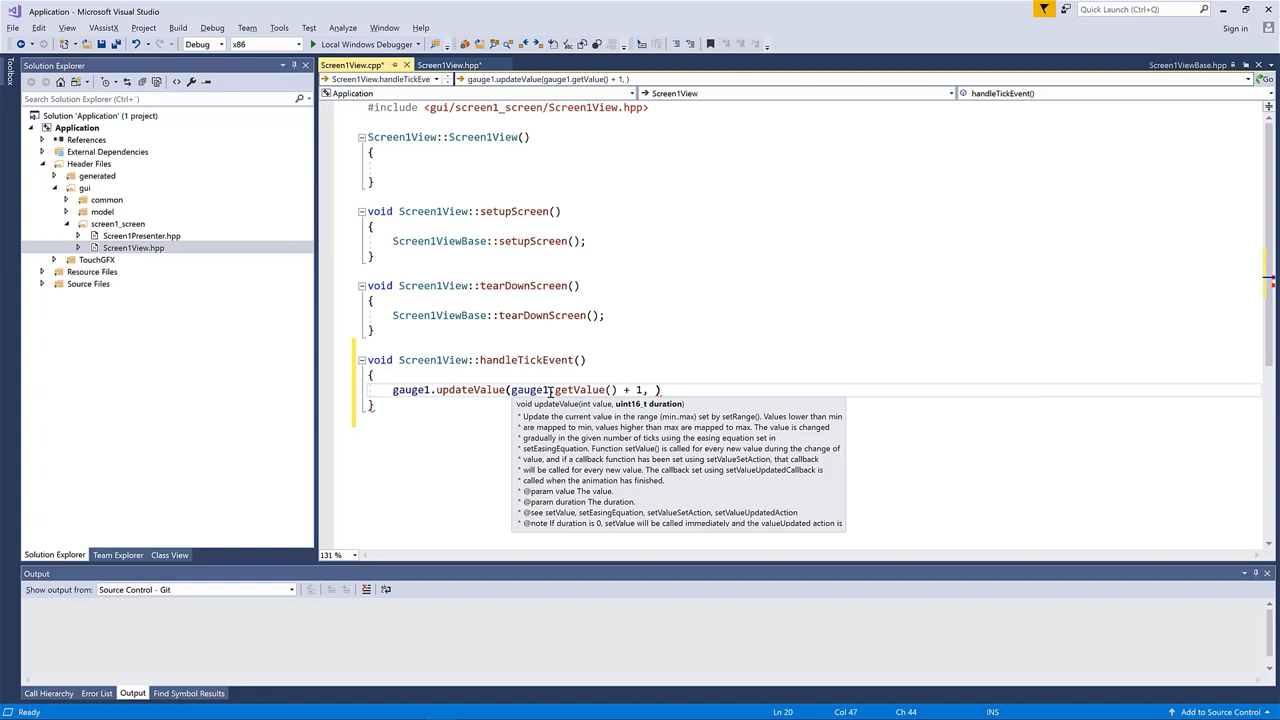 Application - Microsoft Visual Studio
Quick Launch (Ctrl+Q)
File Edit View VAssistX Project Build Debug Team Tools Test Analyze Window Help
Sign in
Debug x86 Local Windows Debugger
Toolbox
Solution Explorer
Search Solution Explorer (Ctrl+^)
Solution 'Application' (1 project)
Application
References
External Dependencies
Header Files
generated
gui
common
model
screen1_screen
Screen1Presenter.hpp
Screen1View.hpp
TouchGFX
Resource Files
Source Files
Solution Explorer Team Explorer Class View
Screen1View.cpp* Screen1View.hpp* Screen1ViewBase.hpp
Screen1View.handleTickEve gauge1.updateValue(gauge1.getValue() + 1, )
Application Screen1View handleTickEvent()
#include <gui/screen1_screen/Screen1View.hpp>
Screen1View::Screen1View()
{
}
void Screen1View::setupScreen()
{
Screen1ViewBase::setupScreen();
}
void Screen1View::tearDownScreen()
{
Screen1ViewBase::tearDownScreen();
}
void Screen1View::handleTickEvent()
{
gauge1.updateValue(gauge1.getValue() + 1, )
}
void updateValue(int value, uint16_t duration)
* Update the current value in the range (min..max) set by setRange(). Values lower than min
* are mapped to min, values higher than max are mapped to max. The value is changed
* gradually in the given number of ticks using the easing equation set in
* setEasingEquation. Function setValue() is called for every new value during the change of
* value, and if a callback function has been set using setValueSetAction, that callback
* will be called for every new value. The callback set using setValueUpdatedCallback is
* called when the animation has finished.
* @param value The value.
* @param duration The duration.
* @see setValue, setEasingEquation, setValueSetAction, setValueUpdatedAction
* @note If duration is 0, setValue will be called immediately and the valueUpdated action is
131 %
Output
Show output from: Source Control - Git
Call Hierarchy Error List Output Find Symbol Results
Ready Ln 20 Col 47 Ch 44 INS Add to Source Control